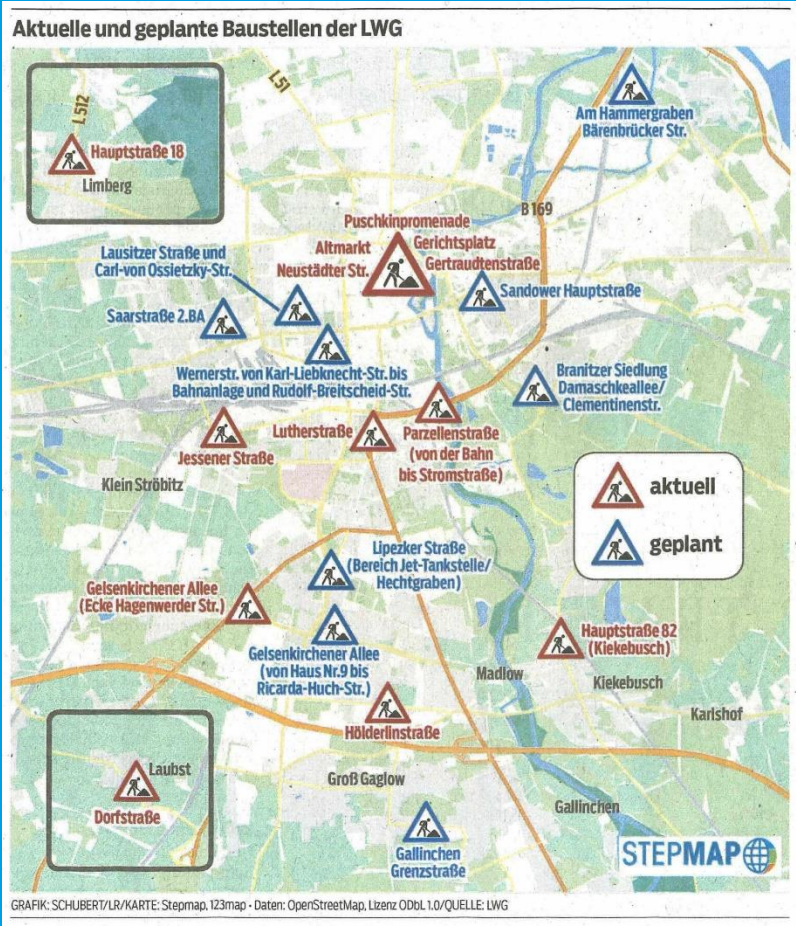 Aktuelle und geplante Baustellen der LWG
L 512
Hauptstraße 18
Limberg
L51
Am Hammergraben
Bärenbrücker Str.
B 169
Puschkinpromenade
Altmarkt
Gerichtsplatz
Neustädter Str.
Gertraudtenstraße
Lausitzer Straße und
Carl-von Ossietzky-Str.
Sandower Hauptstraße
Saarstraße 2.BA
Wernerstr. von Karl-Liebknecht-Str. bis
Bahnanlage und Rudolf-Breitscheid-Str.
Branitzer Siedlung
Damaschkeallee/
Clementinenstr.
Jessener Straße
Lutherstraße
Parzellenstraße
(von der Bahn
bis Stromstraße)
Klein Ströbitz
aktuell
geplant
Lipezker Straße
(Bereich Jet-Tankstelle/
Hechtgraben)
Gelsenkirchener Allee
(Ecke Hagenwerder Str.)
Gelsenkirchener Allee
(von Haus Nr.9 bis
Ricarda-Huch-Str.)
Hauptstraße 82
(Kiekebusch)
Madlow
Kiekebusch
Karlshof
Hölderlinstraße
Laubst
Dorfstraße
Groß Gaglow
Gallinchen
Gallinchen
Grenzstraße
STEPMAP
GRAFIK: SCHUBERT/LR/KARTE: Stepmap, 123map • Daten: OpenStreetMap, Lizenz ODbL 1.0/QUELLE: LWG